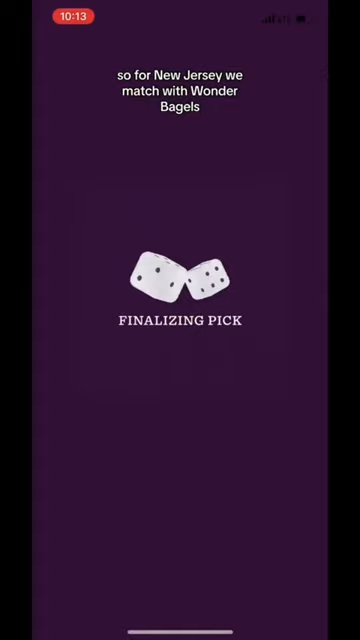 10:13
so for New Jersey we
match with Wonder
Bagels
FINALIZING PICK